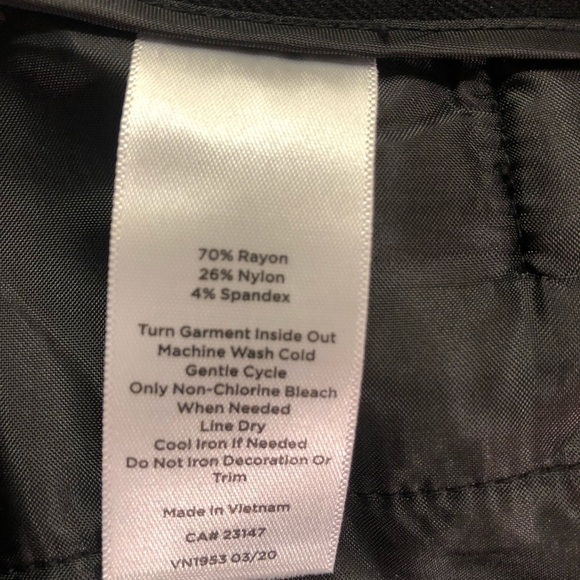 70% Rayon
26% Nylon
4% Spandex
Turn Garment Inside Out
Machine Wash Cold
Gentle Cycle
Only Non-Chlorine Bleach
When Needed
Line Dry
Cool Iron If Needed
Do Not Iron Decoration Or
Trim
Made in Vietnam
CA# 23147
VN1953 03/20